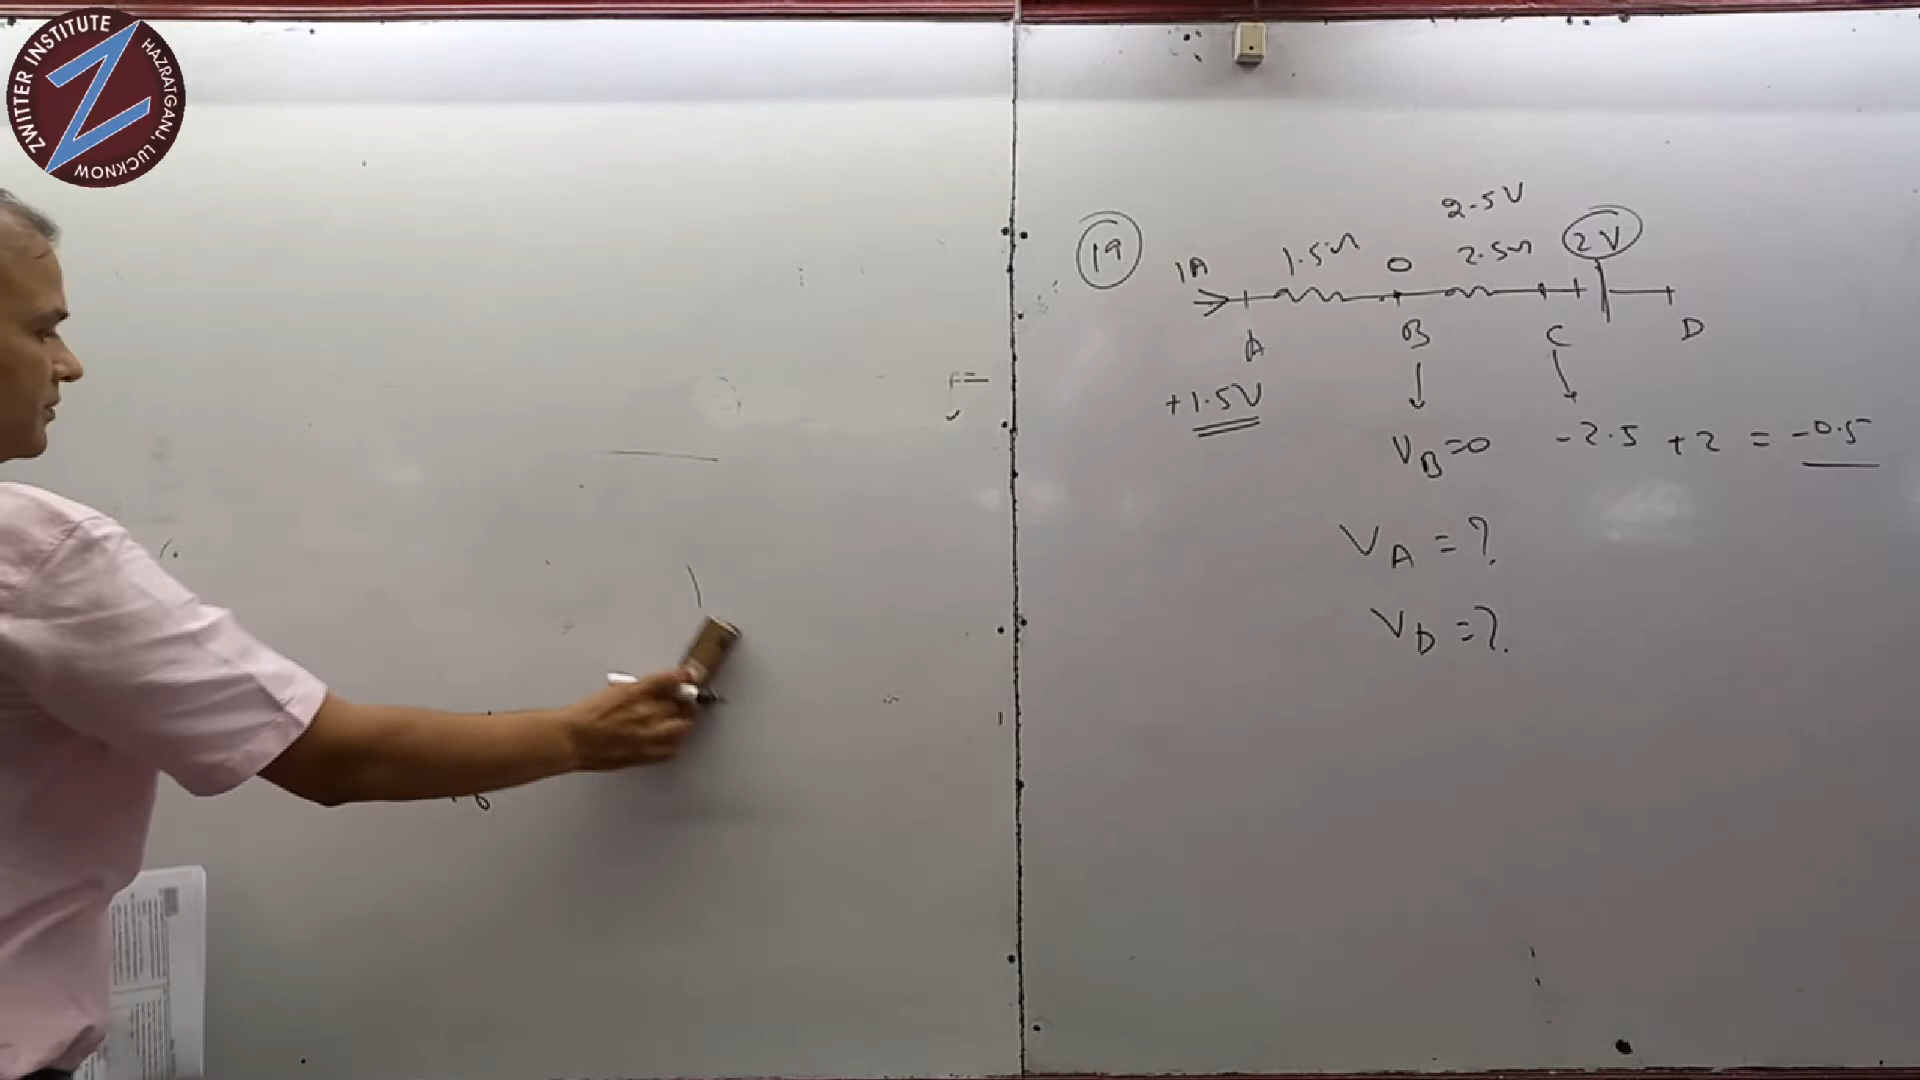 ZWITTER INSTITUTE
HAZRATGANJ, LUCKNOW
Z
19
2.5V
1A 1.5Ω 0 2.5Ω 2V
A B C D
+1.5V
V_B=0 -2.5 +2 = -0.5
V_A = ?
V_D = ?